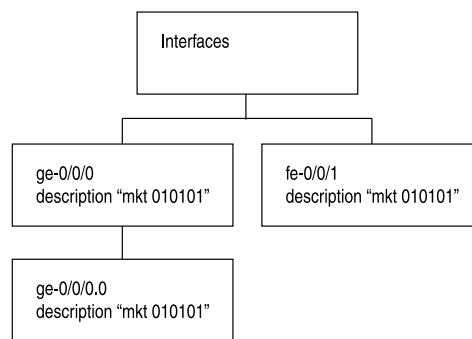 Interfaces
ge-0/0/0
description “mkt 010101”
fe-0/0/1
description “mkt 010101”
ge-0/0/0.0
description “mkt 010101”